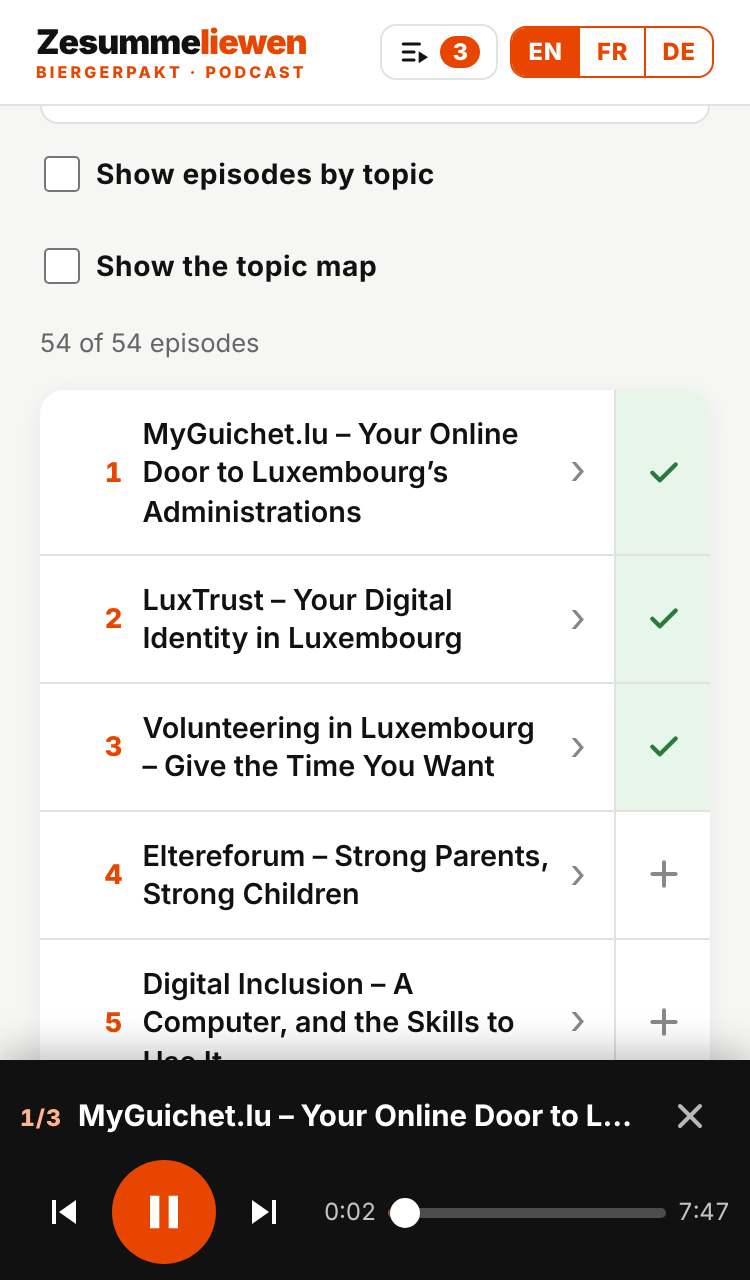 Zesummeliewen
BIERGERPAKT · PODCAST
3
EN FR DE
Show episodes by topic
Show the topic map
54 of 54 episodes
1
MyGuichet.lu – Your Online
Door to Luxembourg’s
Administrations
2
LuxTrust – Your Digital
Identity in Luxembourg
3
Volunteering in Luxembourg
– Give the Time You Want
4
Eltereforum – Strong Parents,
Strong Children
5
Digital Inclusion – A
Computer, and the Skills to
Use It
1/3 MyGuichet.lu – Your Online Door to L...
0:02 7:47